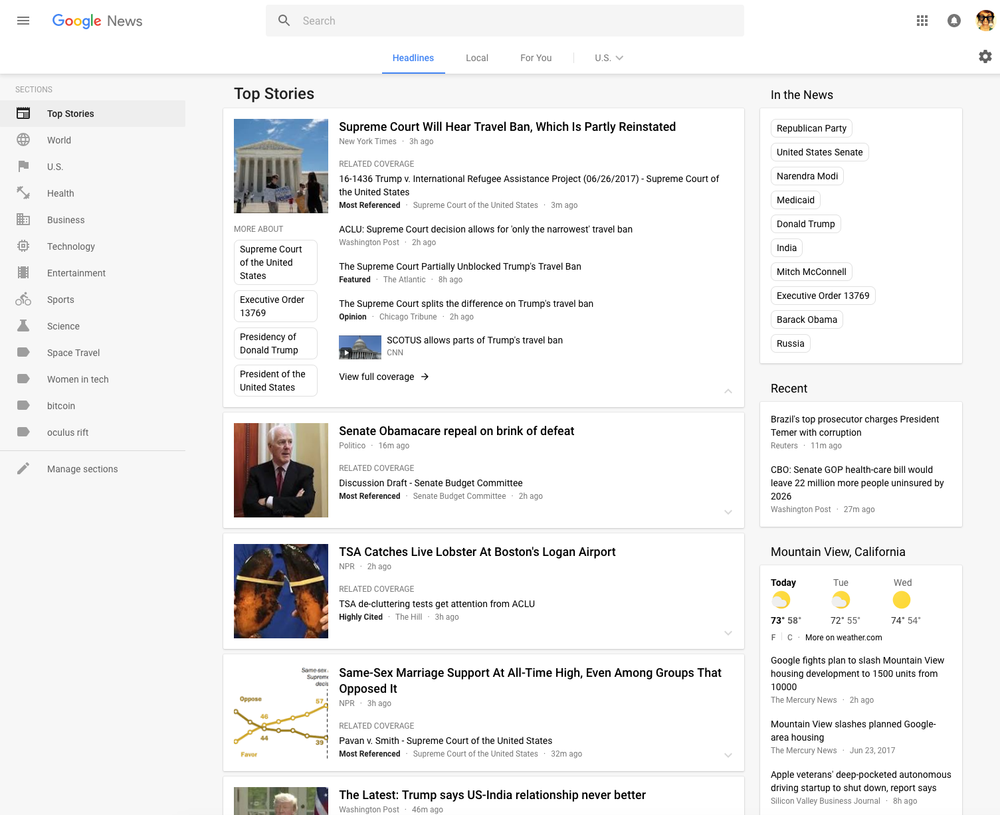 Google News
Search
Headlines
Local
For You
U.S.
SECTIONS
Top Stories
World
U.S.
Health
Business
Technology
Entertainment
Sports
Science
Space Travel
Women in tech
bitcoin
oculus rift
Manage sections
Top Stories
Supreme Court Will Hear Travel Ban, Which Is Partly Reinstated
New York Times · 3h ago
RELATED COVERAGE
16-1436 Trump v. International Refugee Assistance Project (06/26/2017) - Supreme Court of
the United States
Most Referenced · Supreme Court of the United States · 3m ago
MORE ABOUT
Supreme Court
of the United
States
Executive Order
13769
Presidency of
Donald Trump
President of the
United States
ACLU: Supreme Court decision allows for 'only the narrowest' travel ban
Washington Post · 2h ago
The Supreme Court Partially Unblocked Trump's Travel Ban
Featured · The Atlantic · 8h ago
The Supreme Court splits the difference on Trump's travel ban
Opinion · Chicago Tribune · 2h ago
SCOTUS allows parts of Trump's travel ban
CNN
View full coverage →
Senate Obamacare repeal on brink of defeat
Politico · 16m ago
RELATED COVERAGE
Discussion Draft - Senate Budget Committee
Most Referenced · Senate Budget Committee · 2h ago
TSA Catches Live Lobster At Boston's Logan Airport
NPR · 2h ago
RELATED COVERAGE
TSA de-cluttering tests get attention from ACLU
Highly Cited · The Hill · 3h ago
Same-sex
Supreme
decis
Oppose
57
46
44
39
Favor
Same-Sex Marriage Support At All-Time High, Even Among Groups That
Opposed It
NPR · 3h ago
RELATED COVERAGE
Pavan v. Smith - Supreme Court of the United States
Most Referenced · Supreme Court of the United States · 32m ago
The Latest: Trump says US-India relationship never better
Washington Post · 46m ago
In the News
Republican Party
United States Senate
Narendra Modi
Medicaid
Donald Trump
India
Mitch McConnell
Executive Order 13769
Barack Obama
Russia
Recent
Brazil's top prosecutor charges President
Temer with corruption
Reuters · 11m ago
CBO: Senate GOP health-care bill would
leave 22 million more people uninsured by
2026
Washington Post · 27m ago
Mountain View, California
Today Tue Wed
73° 58° 72° 55° 74° 54°
F | C · More on weather.com
Google fights plan to slash Mountain View
housing development to 1500 units from
10000
The Mercury News · 2h ago
Mountain View slashes planned Google-
area housing
The Mercury News · Jun 23, 2017
Apple veterans' deep-pocketed autonomous
driving startup to shut down, report says
Silicon Valley Business Journal · 8h ago